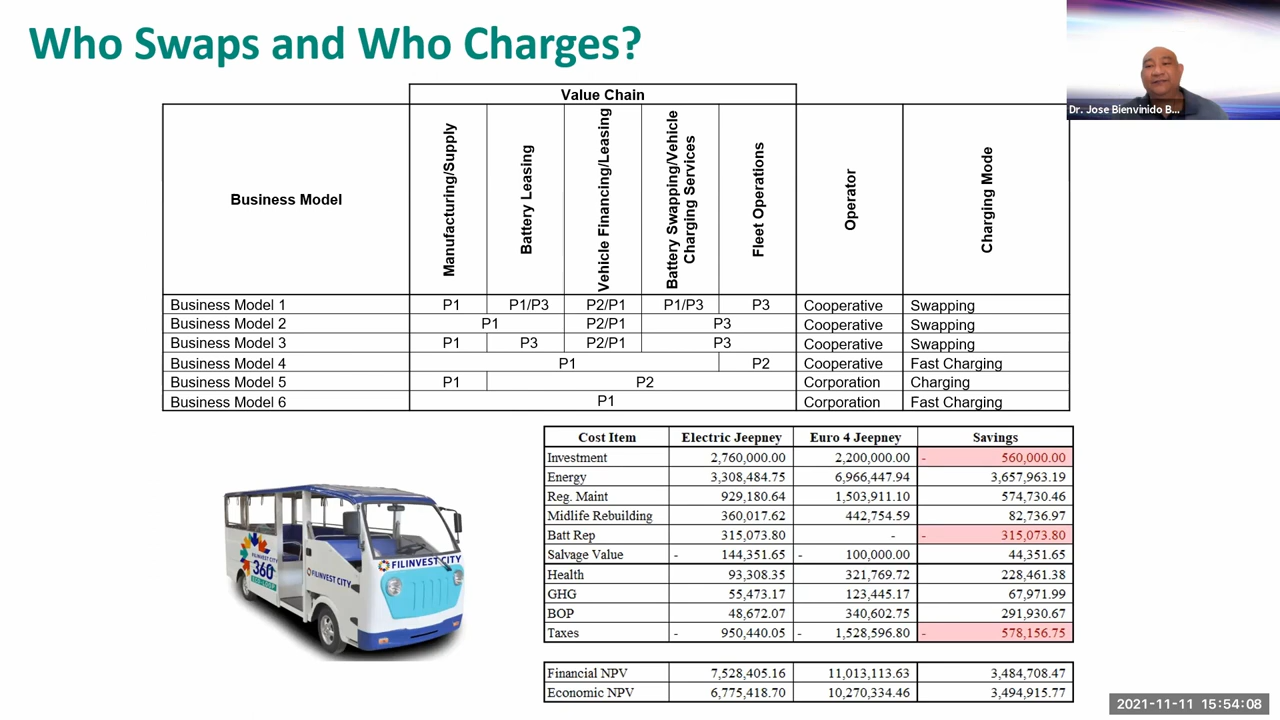 Who Swaps and Who Charges?
Dr. Jose Bienvinido B...
Value Chain
Business Model
Manufacturing/Supply
Battery Leasing
Vehicle Financing/Leasing
Battery Swapping/Vehicle
Charging Services
Fleet Operations
Operator
Charging Mode
Business Model 1 P1 P1/P3 P2/P1 P1/P3 P3 Cooperative Swapping
Business Model 2 P1 P2/P1 P3 Cooperative Swapping
Business Model 3 P1 P3 P2/P1 P3 Cooperative Swapping
Business Model 4 P1 P2 Cooperative Fast Charging
Business Model 5 P1 P2 Corporation Charging
Business Model 6 P1 Corporation Fast Charging
Cost Item Electric Jeepney Euro 4 Jeepney Savings
Investment 2,760,000.00 2,200,000.00 - 560,000.00
Energy 3,308,484.75 6,966,447.94 3,657,963.19
Reg. Maint 929,180.64 1,503,911.10 574,730.46
Midlife Rebuilding 360,017.62 442,754.59 82,736.97
Batt Rep 315,073.80 - - 315,073.80
Salvage Value - 144,351.65 - 100,000.00 44,351.65
Health 93,308.35 321,769.72 228,461.38
GHG 55,473.17 123,445.17 67,971.99
BOP 48,672.07 340,602.75 291,930.67
Taxes - 950,440.05 - 1,528,596.80 - 578,156.75
Financial NPV 7,528,405.16 11,013,113.63 3,484,708.47
Economic NPV 6,775,418.70 10,270,334.46 3,494,915.77
FILINVEST CITY
360
ECO-LOOP
FILINVEST CITY
FILINVEST CITY
2021-11-11 15:54:08